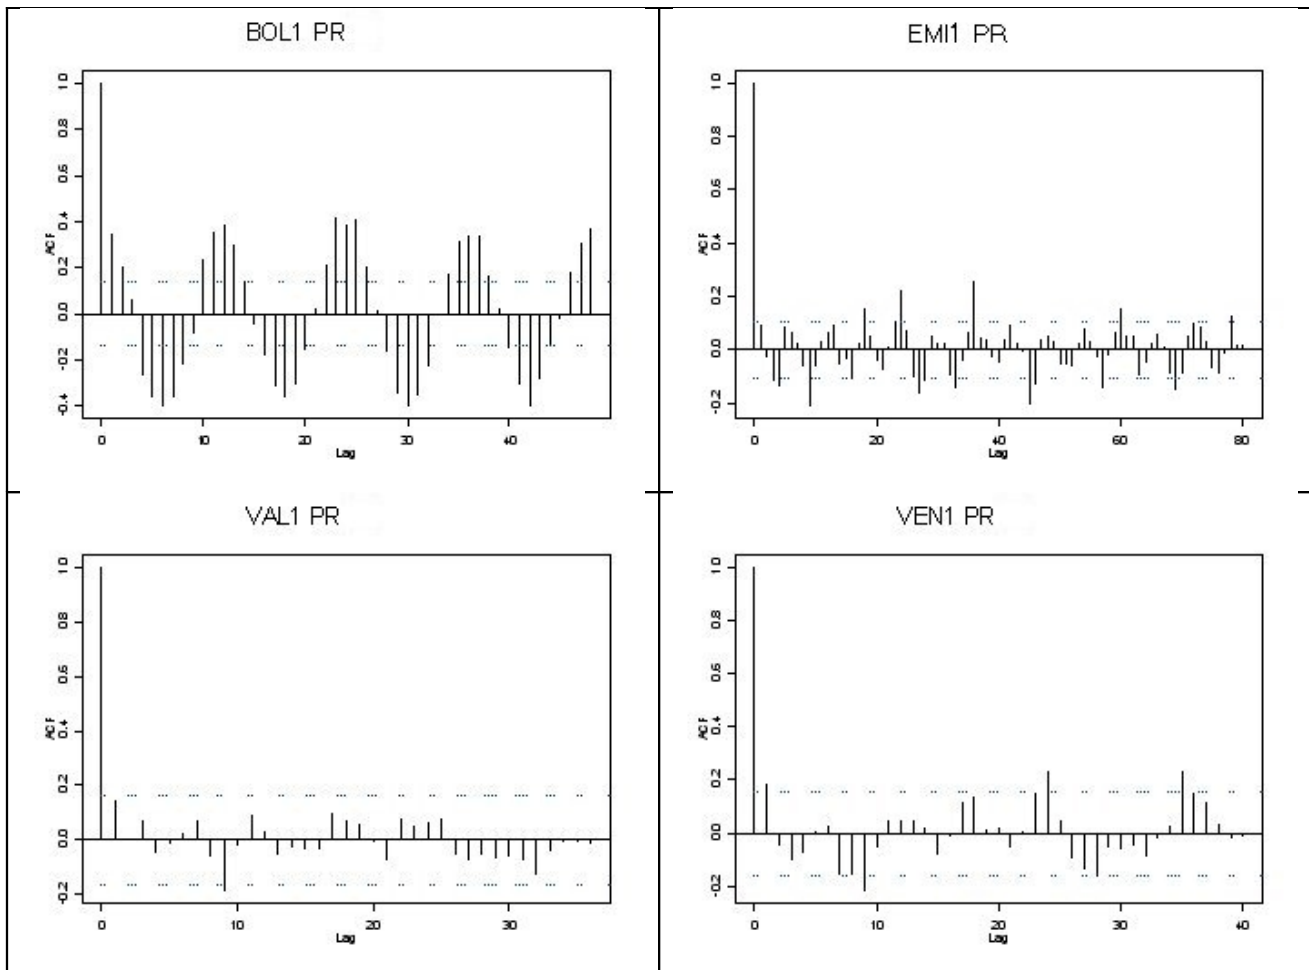 BOL1 PR
ACF
-0.4 -0.2 0.0 0.2 0.4 0.6 0.8 1.0
0 10 20 30 40
Lag
EMI1 PR
ACF
-0.2 0.0 0.2 0.4 0.6 0.8 1.0
0 20 40 60 80
Lag
VAL1 PR
ACF
-0.2 0.0 0.2 0.4 0.6 0.8 1.0
0 10 20 30
Lag
VEN1 PR
ACF
-0.2 0.0 0.2 0.4 0.6 0.8 1.0
0 10 20 30 40
Lag